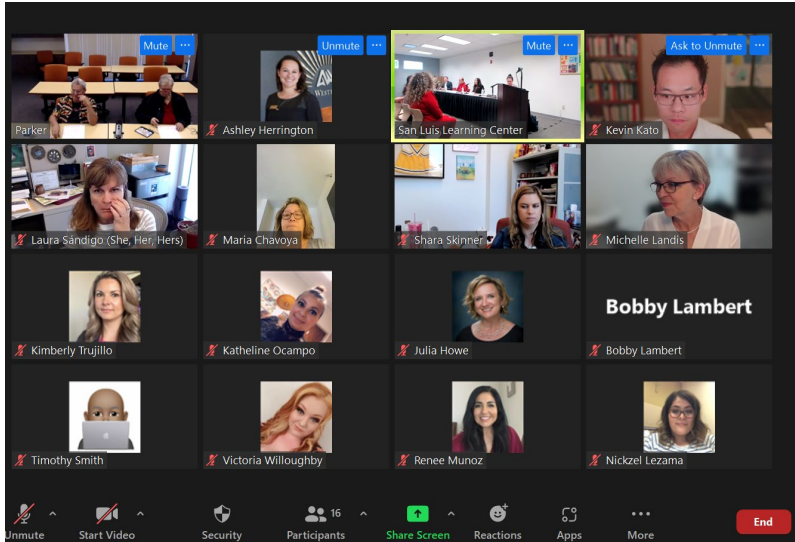 Mute ...
Unmute ...
Mute ...
Ask to Unmute ...
Parker
Ashley Herrington
San Luis Learning Center
Kevin Kato
Laura Sándigo (She, Her, Hers)
Maria Chavoya
Shara Skinner
Michelle Landis
Bobby Lambert
Kimberly Trujillo
Katheline Ocampo
Julia Howe
Bobby Lambert
Timothy Smith
Victoria Willoughby
Renee Munoz
Nickzel Lezama
16
Unmute
Start Video
Security
Participants
Share Screen
Reactions
Apps
More
End